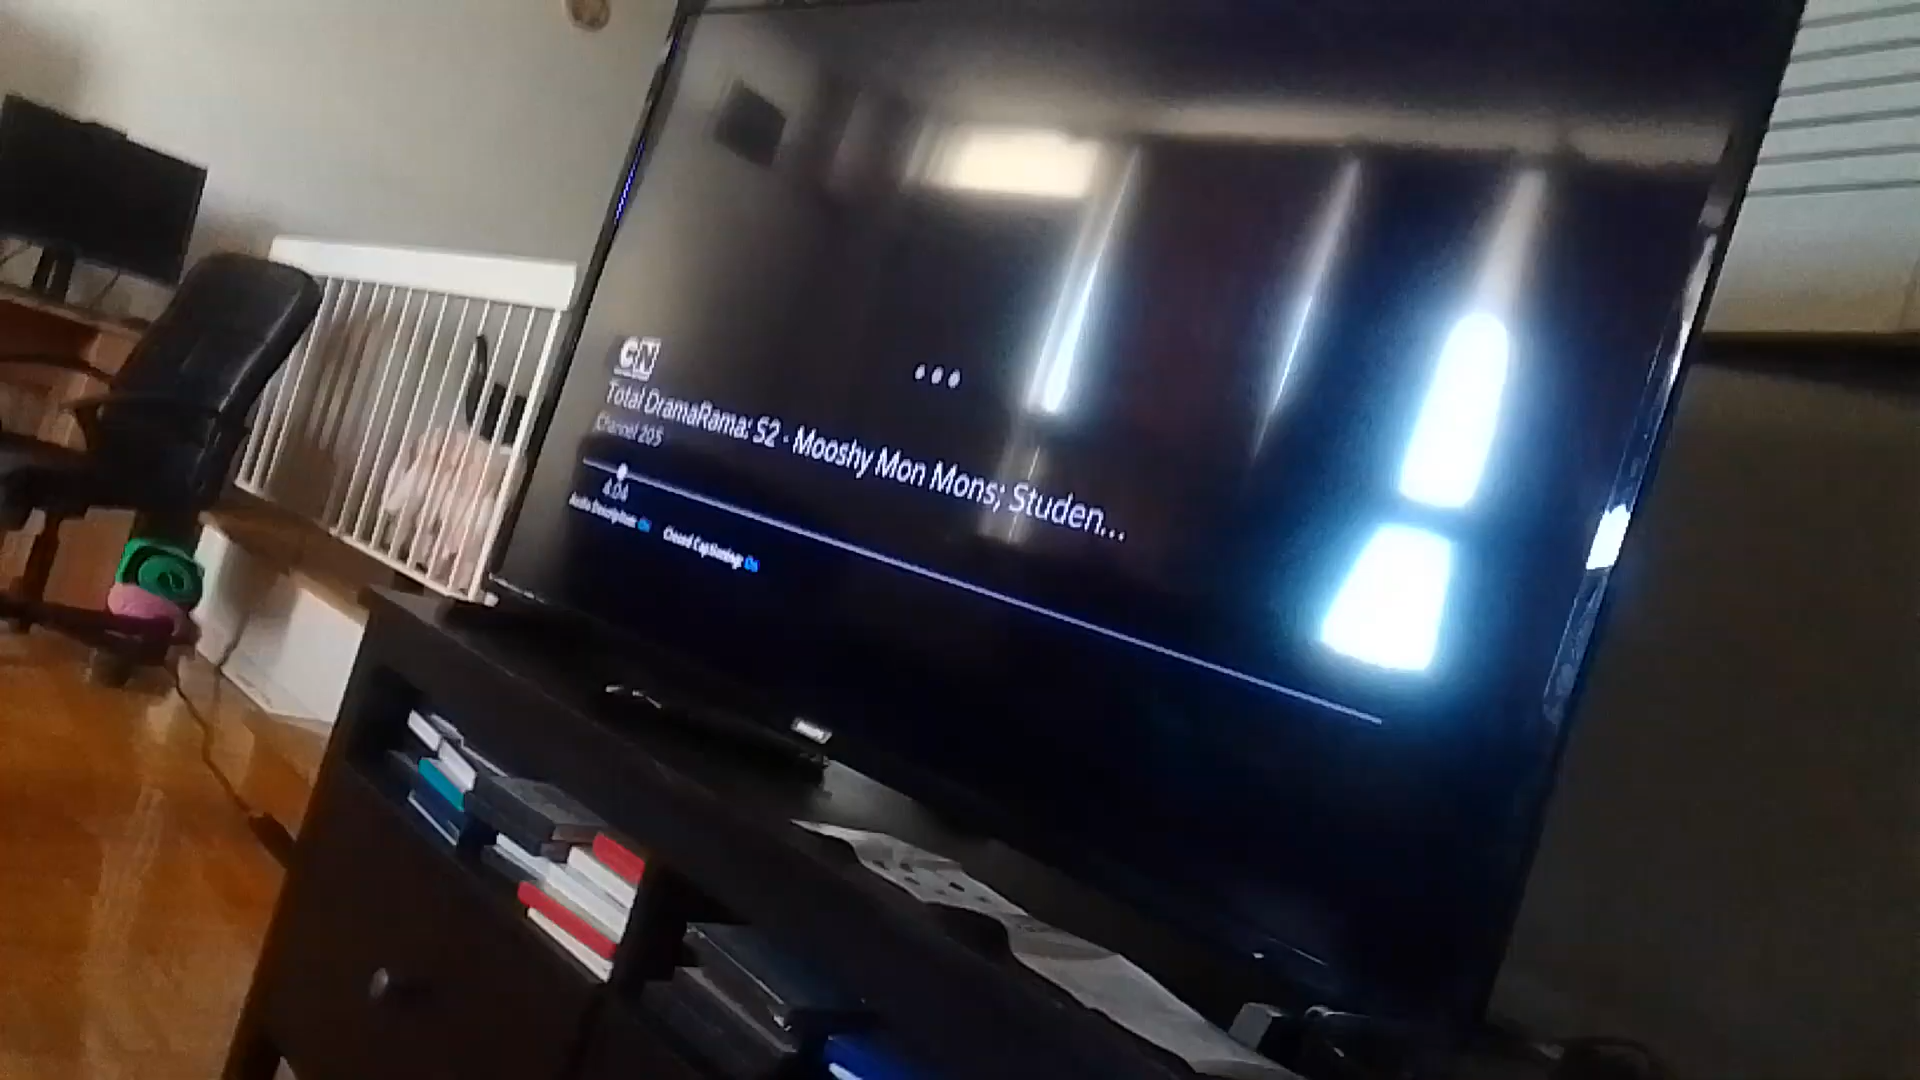 CN
Total DramaRama: S2 - Mooshy Mon Mons; Studen...
Channel 205
4:04
Audio Description: On Closed Captioning: On